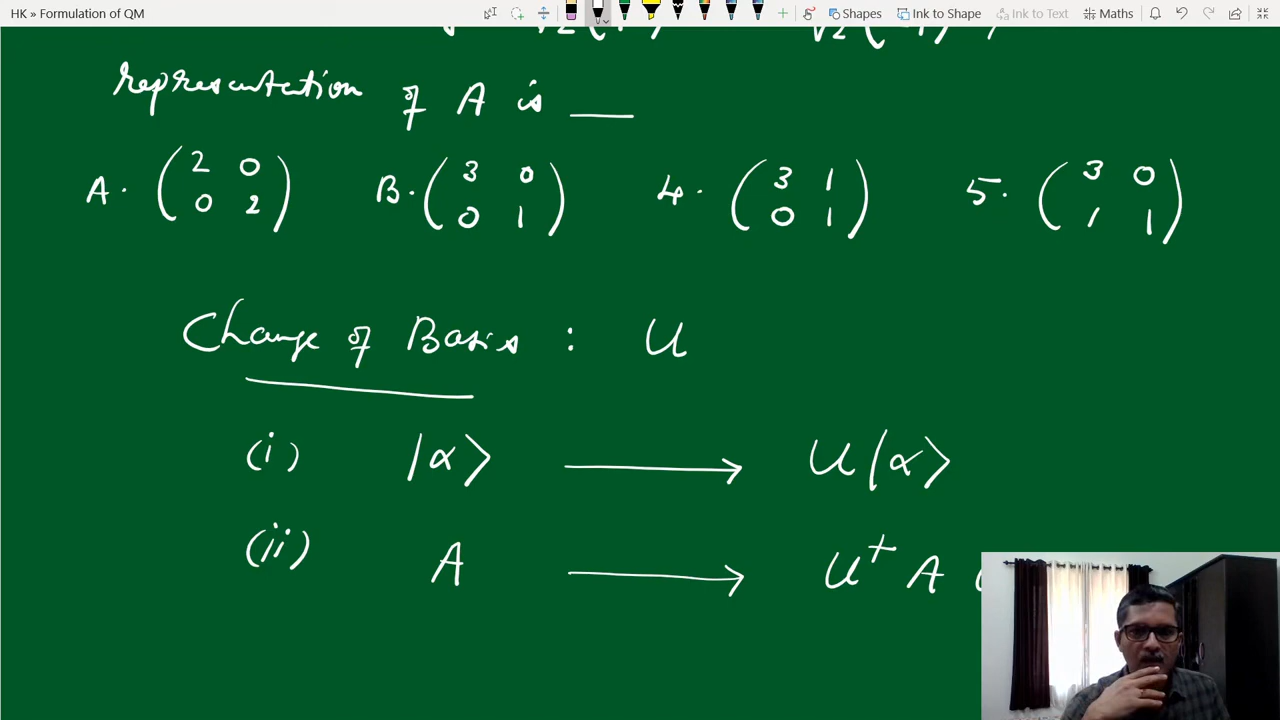 HK » Formulation of QM
Shapes Ink to Shape Ink to Text Maths
representation of A is ___
A. (2 0 B. (3 0 4. (3 1 5. (3 0
0 2) 0 1) 0 1) 1 1)
Change of Basis : U
(i) |α⟩ ⟶ U|α⟩
(ii) A ⟶ U† A